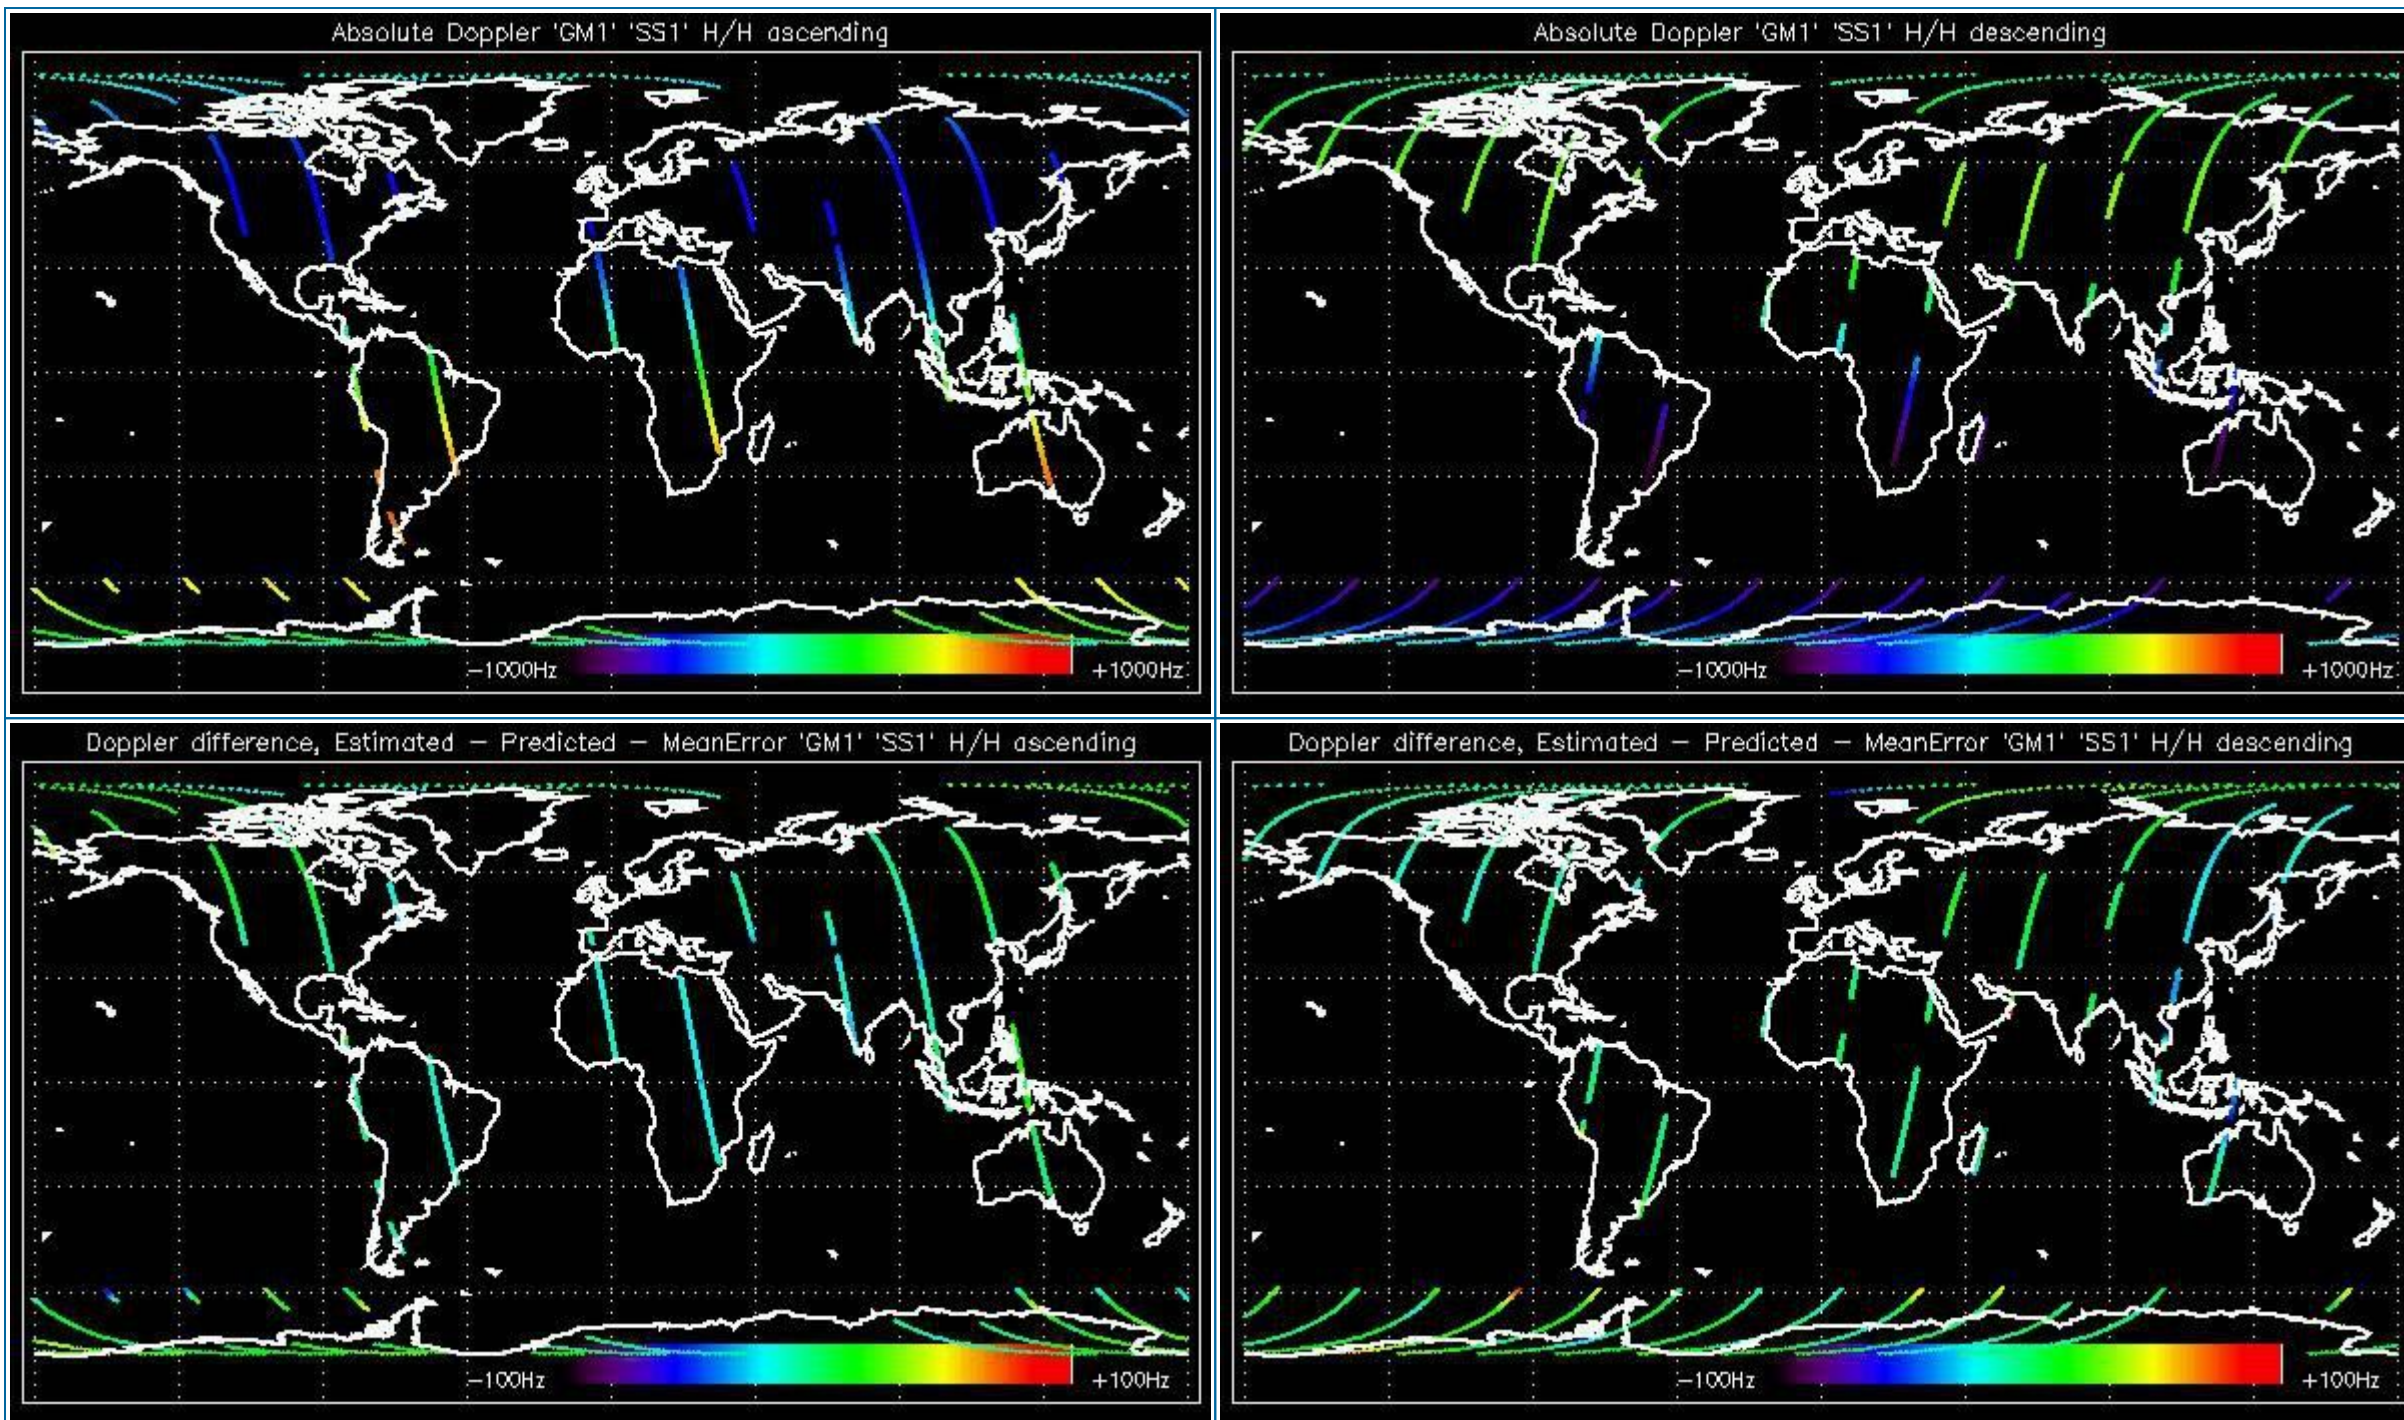 Absolute Doppler 'GM1' 'SS1' H/H ascending
-1000Hz
+1000Hz
Absolute Doppler 'GM1' 'SS1' H/H descending
-1000Hz
+1000Hz
Doppler difference, Estimated - Predicted - MeanError 'GM1' 'SS1' H/H ascending
-100Hz
+100Hz
Doppler difference, Estimated - Predicted - MeanError 'GM1' 'SS1' H/H descending
-100Hz
+100Hz